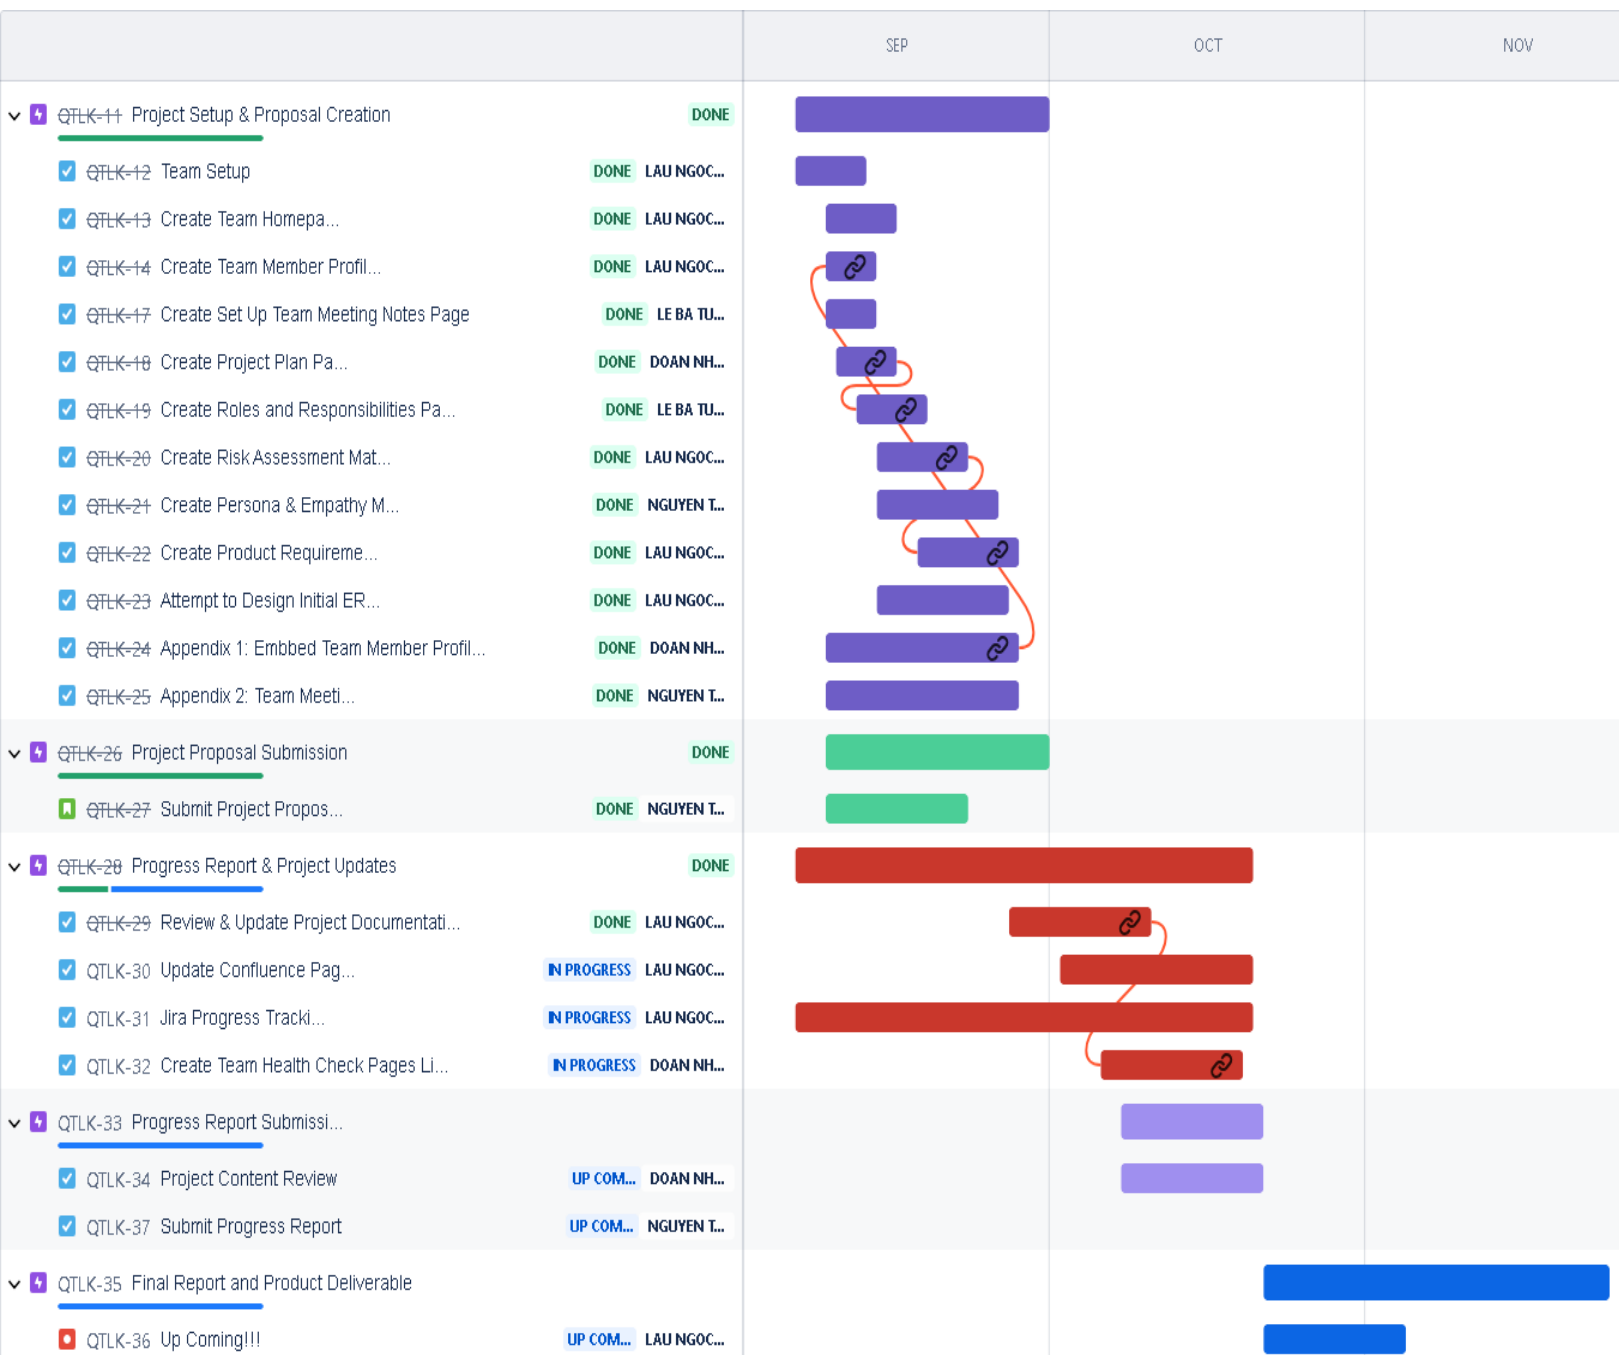 SEP OCT NOV
QTLK-11 Project Setup & Proposal Creation DONE
QTLK-12 Team Setup DONE LAU NGOC...
QTLK-13 Create Team Homepa... DONE LAU NGOC...
QTLK-14 Create Team Member Profil... DONE LAU NGOC...
QTLK-17 Create Set Up Team Meeting Notes Page DONE LE BA TU...
QTLK-18 Create Project Plan Pa... DONE DOAN NH...
QTLK-19 Create Roles and Responsibilities Pa... DONE LE BA TU...
QTLK-20 Create Risk Assessment Mat... DONE LAU NGOC...
QTLK-21 Create Persona & Empathy M... DONE NGUYEN T...
QTLK-22 Create Product Requireme... DONE LAU NGOC...
QTLK-23 Attempt to Design Initial ER... DONE LAU NGOC...
QTLK-24 Appendix 1: Embbed Team Member Profil... DONE DOAN NH...
QTLK-25 Appendix 2: Team Meeti... DONE NGUYEN T...
QTLK-26 Project Proposal Submission DONE
QTLK-27 Submit Project Propos... DONE NGUYEN T...
QTLK-28 Progress Report & Project Updates DONE
QTLK-29 Review & Update Project Documentati... DONE LAU NGOC...
QTLK-30 Update Confluence Pag... IN PROGRESS LAU NGOC...
QTLK-31 Jira Progress Tracki... IN PROGRESS LAU NGOC...
QTLK-32 Create Team Health Check Pages Li... IN PROGRESS DOAN NH...
QTLK-33 Progress Report Submissi...
QTLK-34 Project Content Review UP COM... DOAN NH...
QTLK-37 Submit Progress Report UP COM... NGUYEN T...
QTLK-35 Final Report and Product Deliverable
QTLK-36 Up Coming!!! UP COM... LAU NGOC...